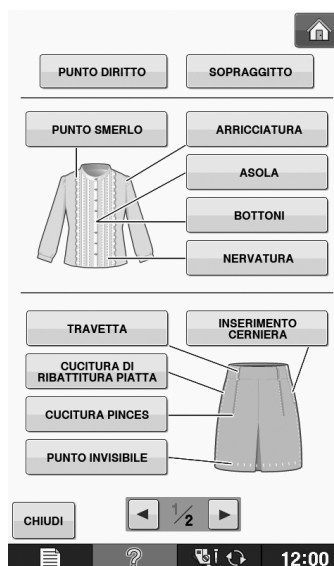 PUNTO DIRITTO
SOPRAGGITTO
PUNTO SMERLO
ARRICCIATURA
ASOLA
BOTTONI
NERVATURA
TRAVETTA
INSERIMENTO
CERNIERA
CUCITURA DI
RIBATTITURA PIATTA
CUCITURA PINCES
PUNTO INVISIBILE
CHIUDI
1/2
12:00